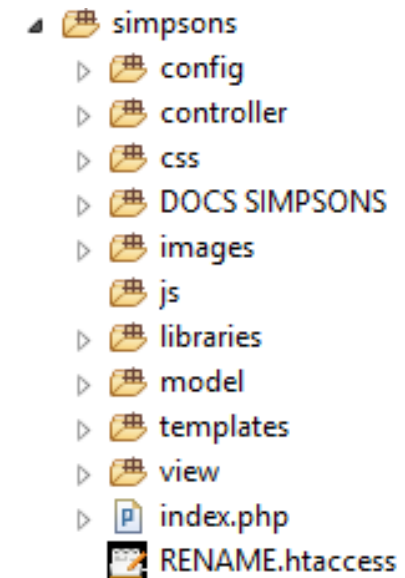 simpsons
config
controller
css
DOCS SIMPSONS
images
js
libraries
model
templates
view
index.php
RENAME.htaccess